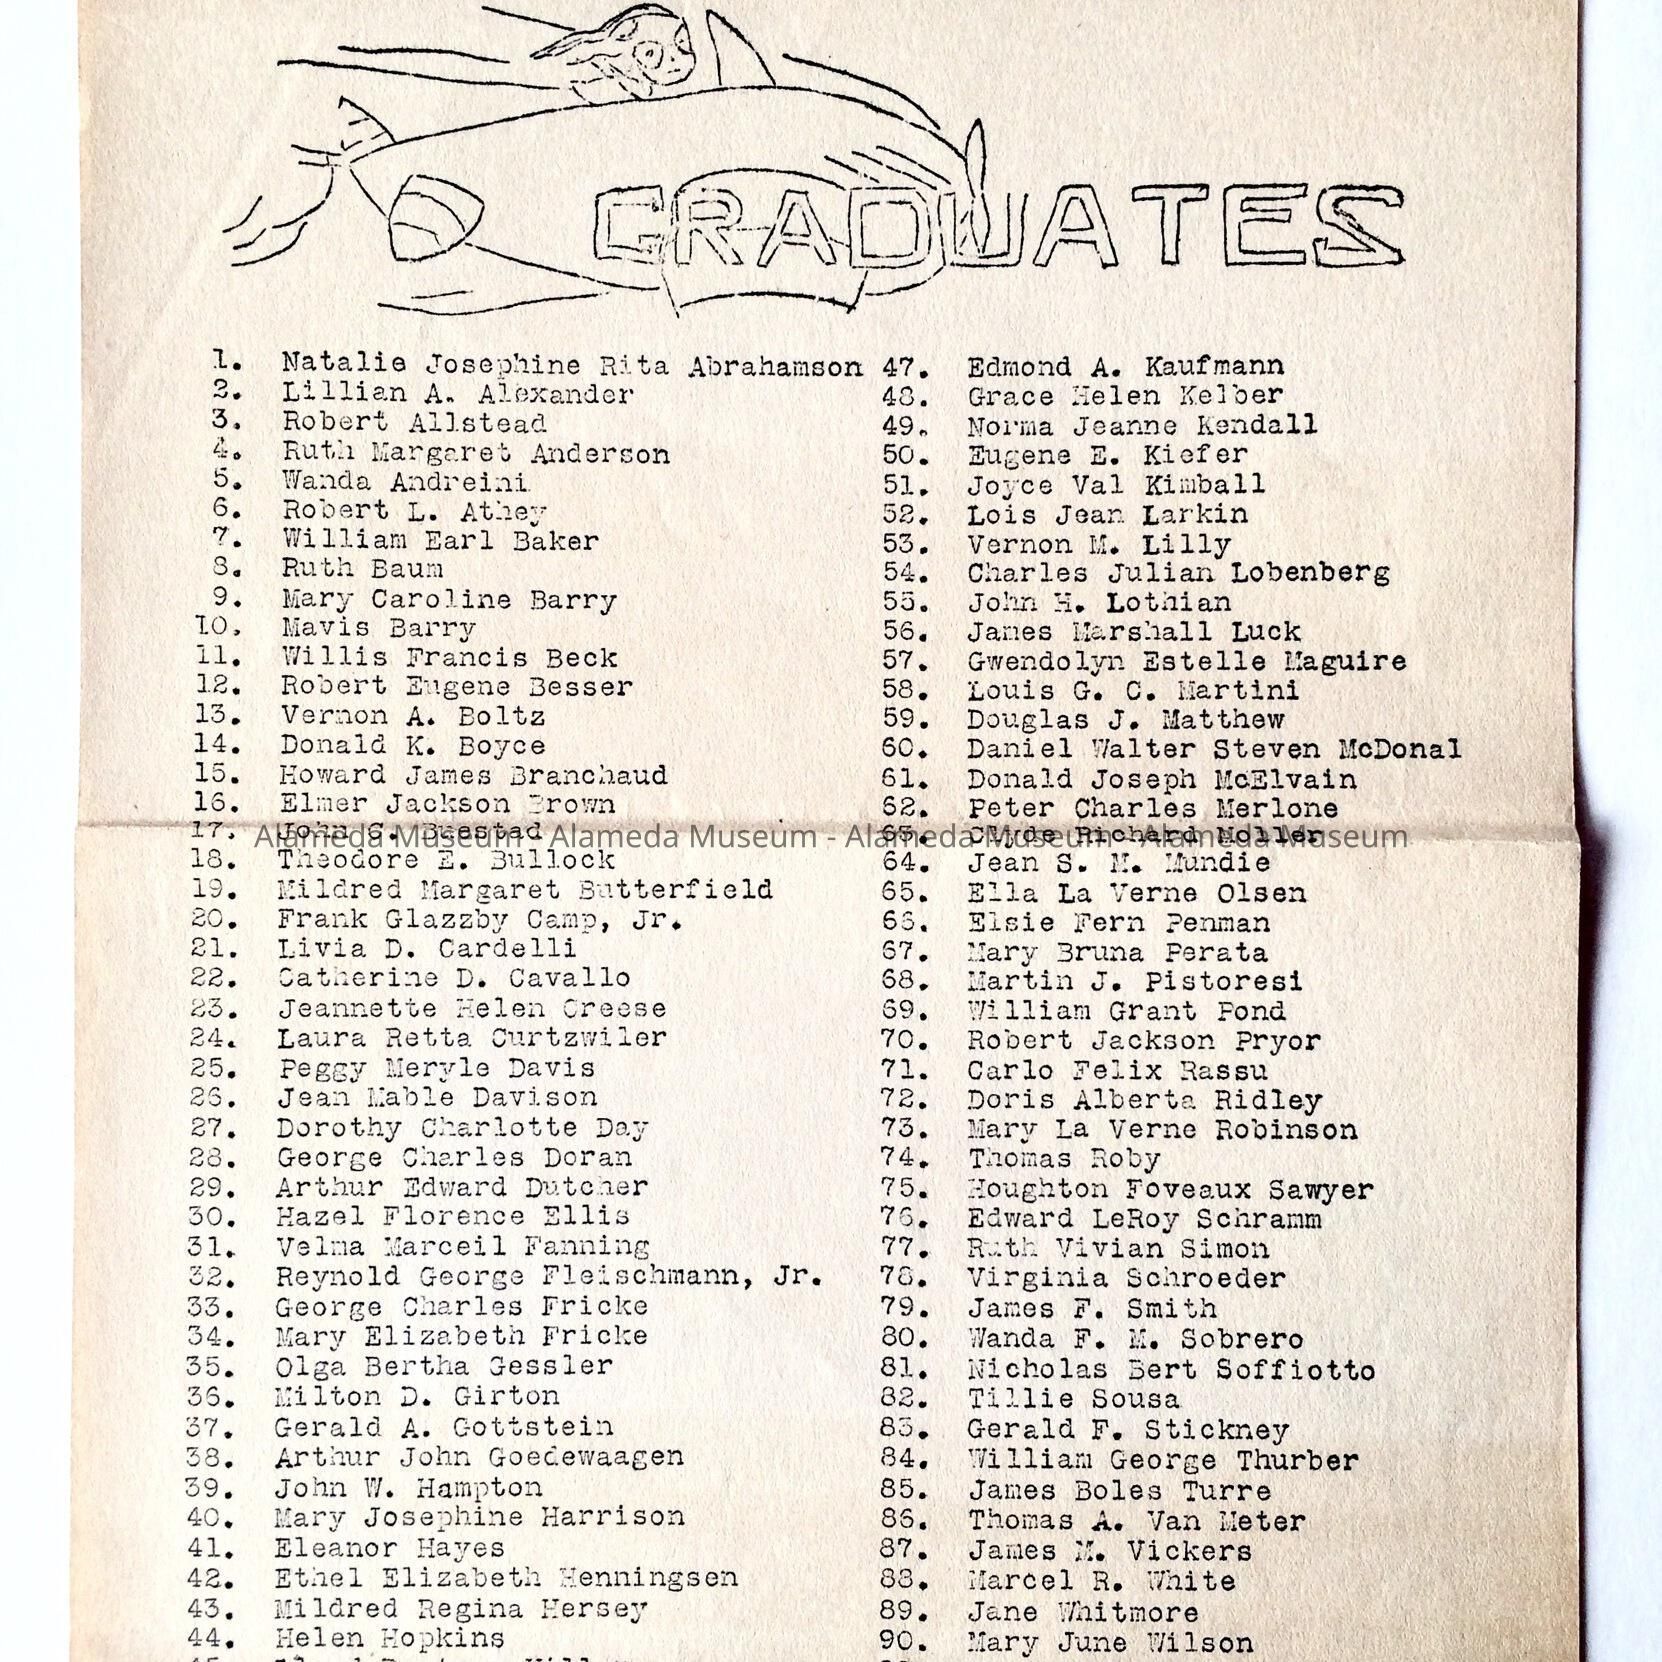 GRADUATES
1. Natalie Josephine Rita Abrahamson
2. Lillian A. Alexander
3. Robert Allstead
4. Ruth Margaret Anderson
5. Wanda Andreini
6. Robert L. Athey
7. William Earl Baker
8. Ruth Baum
9. Mary Caroline Barry
10. Mavis Barry
11. Willis Francis Beck
12. Robert Eugene Besser
13. Vernon A. Boltz
14. Donald K. Boyce
15. Howard James Branchaud
16. Elmer Jackson Brown
17. John C. Buestad
18. Theodore E. Bullock
19. Mildred Margaret Butterfield
20. Frank Glazzby Camp, Jr.
21. Livia D. Cardelli
22. Catherine D. Cavallo
23. Jeannette Helen Creese
24. Laura Retta Curtzwiler
25. Peggy Meryle Davis
26. Jean Mable Davison
27. Dorothy Charlotte Day
28. George Charles Doran
29. Arthur Edward Dutcher
30. Hazel Florence Ellis
31. Velma Marceil Fanning
32. Reynold George Fleischmann, Jr.
33. George Charles Fricke
34. Mary Elizabeth Fricke
35. Olga Bertha Gessler
36. Milton D. Girton
37. Gerald A. Gottstein
38. Arthur John Goedewaagen
39. John W. Hampton
40. Mary Josephine Harrison
41. Eleanor Hayes
42. Ethel Elizabeth Henningsen
43. Mildred Regina Hersey
44. Helen Hopkins
47. Edmond A. Kaufmann
48. Grace Helen Kelber
49. Norma Jeanne Kendall
50. Eugene E. Kiefer
51. Joyce Val Kimball
52. Lois Jean Larkin
53. Vernon M. Lilly
54. Charles Julian Lobenberg
55. John H. Lothian
56. James Marshall Luck
57. Gwendolyn Estelle Maguire
58. Louis G. C. Martini
59. Douglas J. Matthew
60. Daniel Walter Steven McDonal
61. Donald Joseph McElvain
62. Peter Charles Merlone
63. Clyde Richard Moller
64. Jean S. M. Mundie
65. Ella La Verne Olsen
66. Elsie Fern Penman
67. Mary Bruna Perata
68. Martin J. Pistoresi
69. William Grant Pond
70. Robert Jackson Pryor
71. Carlo Felix Rassu
72. Doris Alberta Ridley
73. Mary La Verne Robinson
74. Thomas Roby
75. Houghton Foveaux Sawyer
76. Edward LeRoy Schramm
77. Ruth Vivian Simon
78. Virginia Schroeder
79. James F. Smith
80. Wanda F. M. Sobrero
81. Nicholas Bert Soffiotto
82. Tillie Sousa
83. Gerald F. Stickney
84. William George Thurber
85. James Boles Turre
86. Thomas A. Van Meter
87. James M. Vickers
88. Marcel R. White
89. Jane Whitmore
90. Mary June Wilson
Alameda Museum - Alameda Museum - Alameda Museum - Alameda Museum